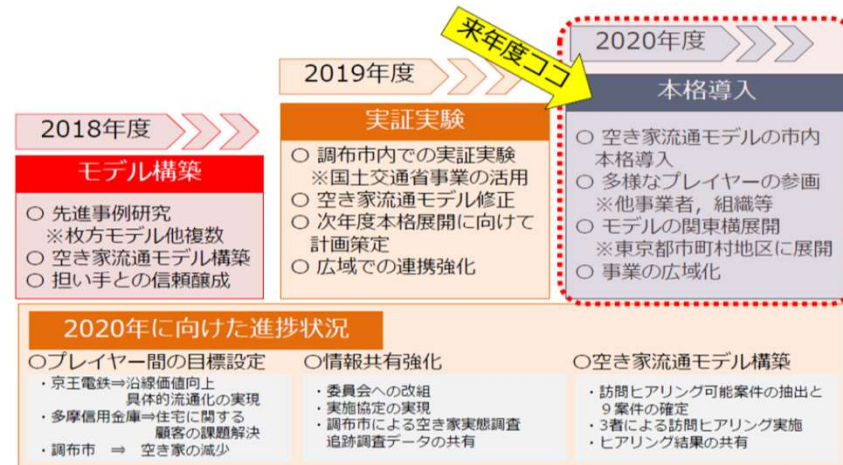 来年度ココ
2018年度
モデル構築
○ 先進事例研究
※枚方モデル他複数
○ 空き家流通モデル構築
○ 担い手との信頼醸成
2019年度
実証実験
○ 調布市内での実証実験
※国土交通省事業の活用
○ 空き家流通モデル修正
○ 次年度本格展開に向けて
計画策定
○ 広域での連携強化
2020年度
本格導入
○ 空き家流通モデルの市内
本格導入
○ 多様なプレイヤーの参画
※他事業者，組織等
○ モデルの関東横展開
※東京都市町村地区に展開
○ 事業の広域化
2020年に向けた進捗状況
○プレイヤー間の目標設定
・京王電鉄⇒沿線価値向上
具体的流通化の実現
・多摩信用金庫⇒住宅に関する
顧客の課題解決
・調布市 ⇒ 空き家の減少
○情報共有強化
・委員会への改組
・実施協定の実現
・調布市による空き家実態調査
追跡調査データの共有
○空き家流通モデル構築
・訪問ヒアリング可能案件の抽出と
９案件の確定
・3者による訪問ヒアリング実施
・ヒアリング結果の共有